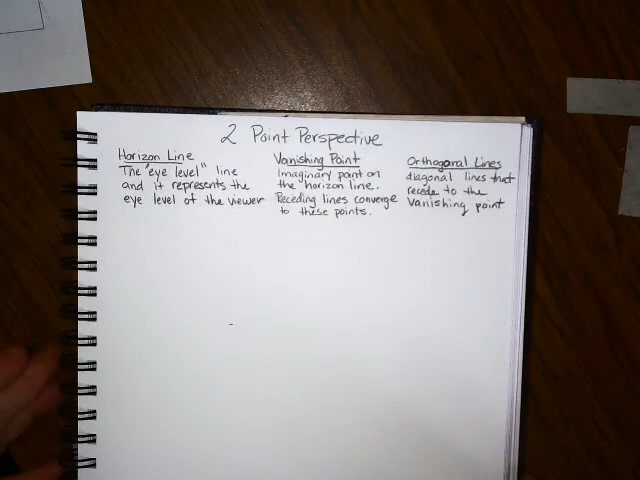 2 Point Perspective
Horizon Line
The "eye level" line
and it represents the
eye level of the viewer
Vanishing Point
Imaginary point on
the horizon line.
Receding lines converge
to these points.
Orthogonal Lines
diagonal lines that
recede to the
Vanishing point